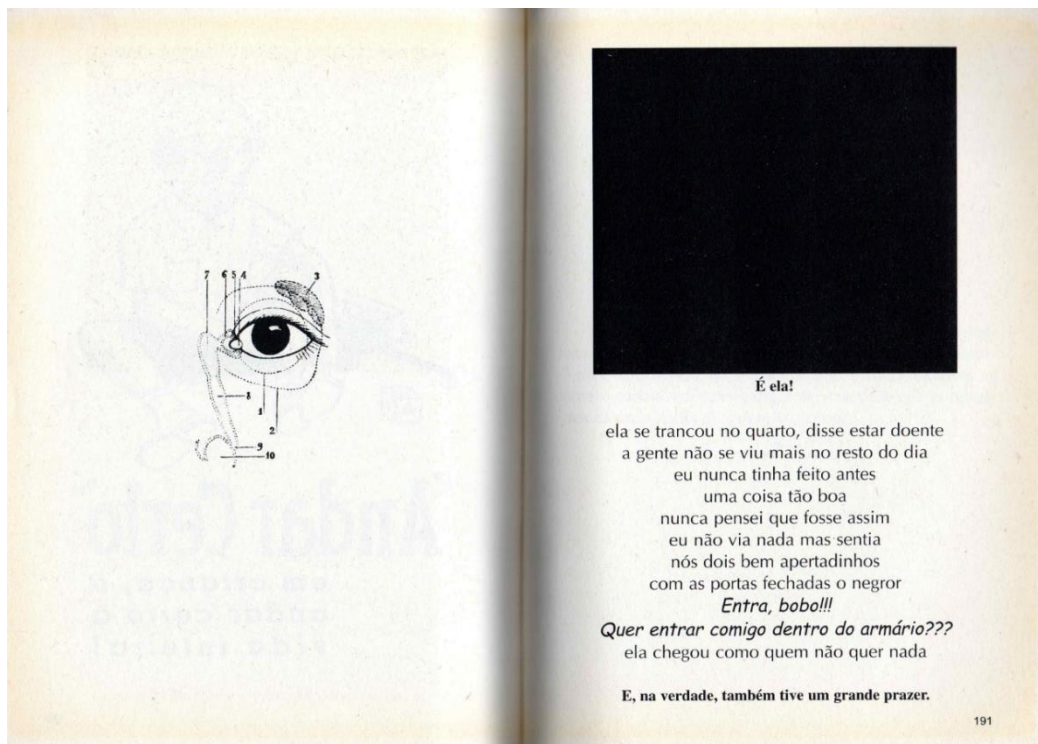 7 6 5 4 3
8
1
2
9
10
É ela!
ela se trancou no quarto, disse estar doente
a gente não se viu mais no resto do dia
eu nunca tinha feito antes
uma coisa tão boa
nunca pensei que fosse assim
eu não via nada mas sentia
nós dois bem apertadinhos
com as portas fechadas o negror
Entra, bobo!!!
Quer entrar comigo dentro do armário???
ela chegou como quem não quer nada
E, na verdade, também tive um grande prazer.
191